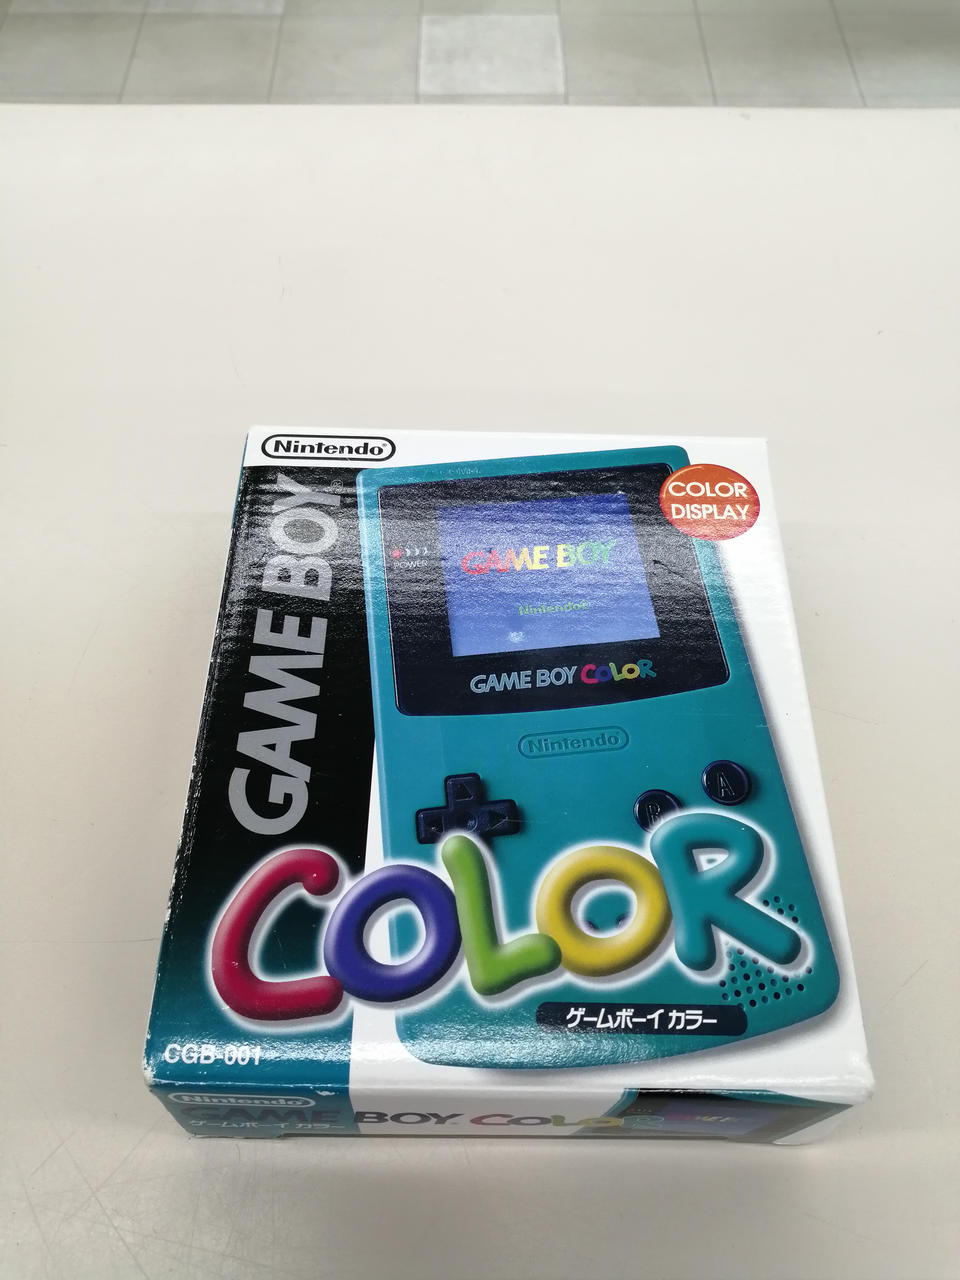 Nintendo®
GAME BOY®
COLOR
DISPLAY
POWER
GAME BOY
Nintendo®
GAME BOY COLOR
Nintendo®
A
B
COLOR
ゲームボーイ カラー
CGB-001
Nintendo
GAME BOY COLOR
ゲームボーイ カラー